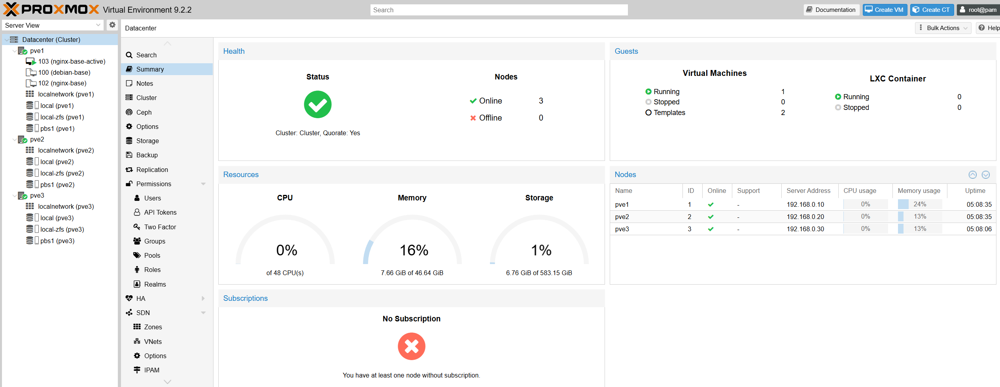 PROXMOX Virtual Environment 9.2.2
Search
Documentation
Create VM
Create CT
root@pam
Server View
Datacenter (Cluster)
pve1
103 (nginx-base-active)
100 (debian-base)
102 (nginx-base)
localnetwork (pve1)
local (pve1)
local-zfs (pve1)
pbs1 (pve1)
pve2
localnetwork (pve2)
local (pve2)
local-zfs (pve2)
pbs1 (pve2)
pve3
localnetwork (pve3)
local (pve3)
local-zfs (pve3)
pbs1 (pve3)
Datacenter
Bulk Actions
Help
Search
Summary
Notes
Cluster
Ceph
Options
Storage
Backup
Replication
Permissions
Users
API Tokens
Two Factor
Groups
Pools
Roles
Realms
HA
SDN
Zones
VNets
Options
IPAM
Health
Status
Cluster: Cluster, Quorate: Yes
Nodes
Online 3
Offline 0
Guests
Virtual Machines
Running 1
Stopped 0
Templates 2
LXC Container
Running 0
Stopped 0
Resources
CPU
0%
of 48 CPU(s)
Memory
16%
7.66 GiB of 46.64 GiB
Storage
1%
6.76 GiB of 583.15 GiB
Nodes
Name ID Online Support Server Address CPU usage Memory usage Uptime
pve1 1 - 192.168.0.10 0% 24% 05:08:35
pve2 2 - 192.168.0.20 0% 13% 05:08:35
pve3 3 - 192.168.0.30 0% 13% 05:08:06
Subscriptions
No Subscription
You have at least one node without subscription.